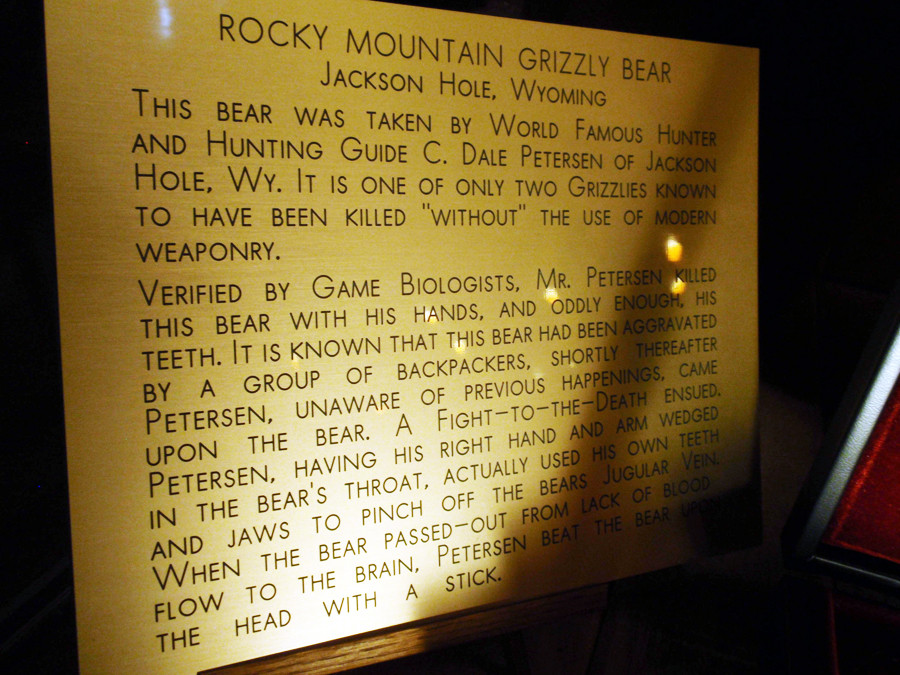 ROCKY MOUNTAIN GRIZZLY BEAR
JACKSON HOLE, WYOMING
THIS BEAR WAS TAKEN BY WORLD FAMOUS HUNTER
AND HUNTING GUIDE C. DALE PETERSEN OF JACKSON
HOLE, WY. IT IS ONE OF ONLY TWO GRIZZLIES KNOWN
TO HAVE BEEN KILLED "WITHOUT" THE USE OF MODERN
WEAPONRY.
VERIFIED BY GAME BIOLOGISTS, MR. PETERSEN KILLED
THIS BEAR WITH HIS HANDS, AND ODDLY ENOUGH, HIS
TEETH. IT IS KNOWN THAT THIS BEAR HAD BEEN AGGRAVATED
BY A GROUP OF BACKPACKERS, SHORTLY THEREAFTER
PETERSEN, UNAWARE OF PREVIOUS HAPPENINGS, CAME
UPON THE BEAR. A FIGHT-TO-THE-DEATH ENSUED.
PETERSEN, HAVING HIS RIGHT HAND AND ARM WEDGED
IN THE BEAR'S THROAT, ACTUALLY USED HIS OWN TEETH
AND JAWS TO PINCH OFF THE BEARS JUGULAR VEIN.
WHEN THE BEAR PASSED-OUT FROM LACK OF BLOOD
FLOW TO THE BRAIN, PETERSEN BEAT THE BEAR UPON
THE HEAD WITH A STICK.